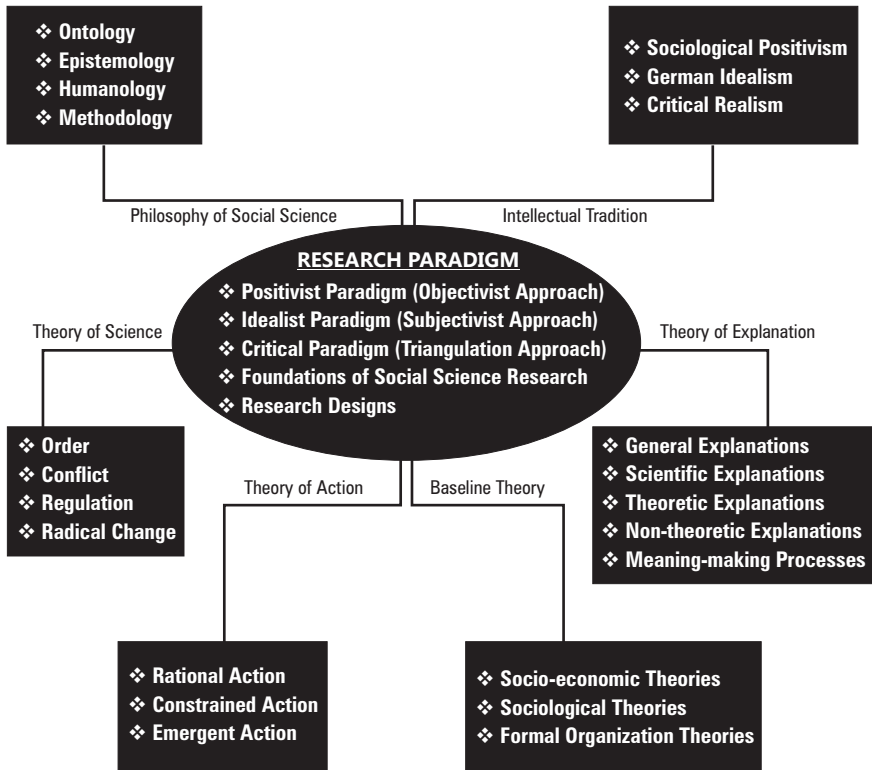 ❖ Ontology
❖ Epistemology
❖ Humanology
❖ Methodology
❖ Sociological Positivism
❖ German Idealism
❖ Critical Realism
Philosophy of Social Science
Intellectual Tradition
RESEARCH PARADIGM
❖ Positivist Paradigm (Objectivist Approach)
❖ Idealist Paradigm (Subjectivist Approach)
❖ Critical Paradigm (Triangulation Approach)
❖ Foundations of Social Science Research
❖ Research Designs
Theory of Science
Theory of Explanation
❖ Order
❖ Conflict
❖ Regulation
❖ Radical Change
❖ General Explanations
❖ Scientific Explanations
❖ Theoretic Explanations
❖ Non-theoretic Explanations
❖ Meaning-making Processes
Theory of Action
Baseline Theory
❖ Rational Action
❖ Constrained Action
❖ Emergent Action
❖ Socio-economic Theories
❖ Sociological Theories
❖ Formal Organization Theories